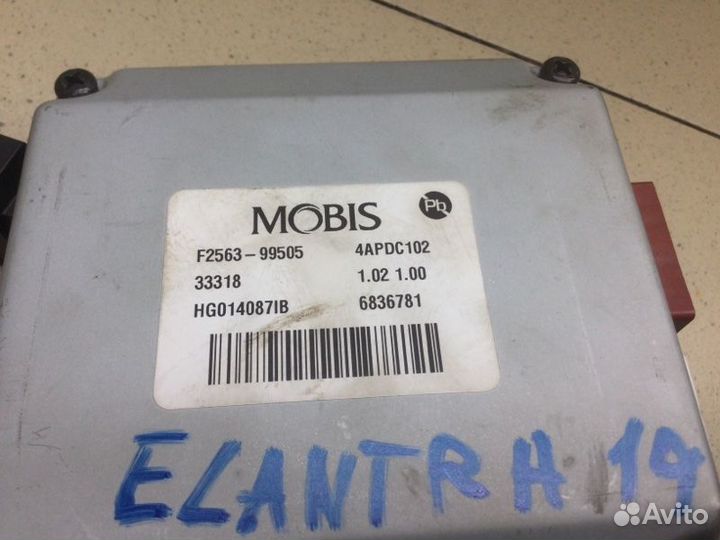 MOBIS
Pb
F2563-99505 4APDC102
33318 1.02 1.00
HG014087IB 6836781
ELANTRA 19
Avito